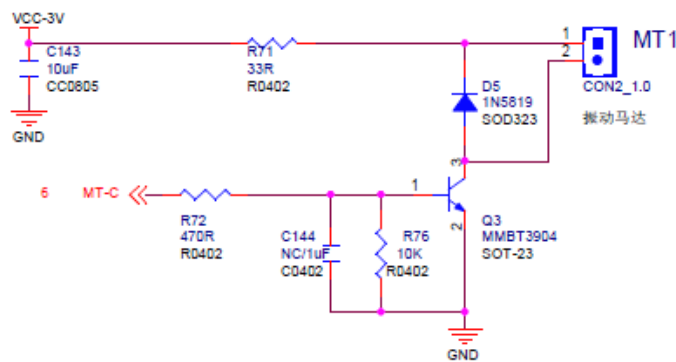 VCC-3V
C143
10uF
CC0805
GND
R71
33R
R0402
D5
1N5819
SOD323
1
2
MT1
CON2_1.0
振动马达
6 MT-C
R72
470R
R0402
C144
NC/1uF
C0402
R76
10K
R0402
1
3
2
Q3
MMBT3904
SOT-23
GND